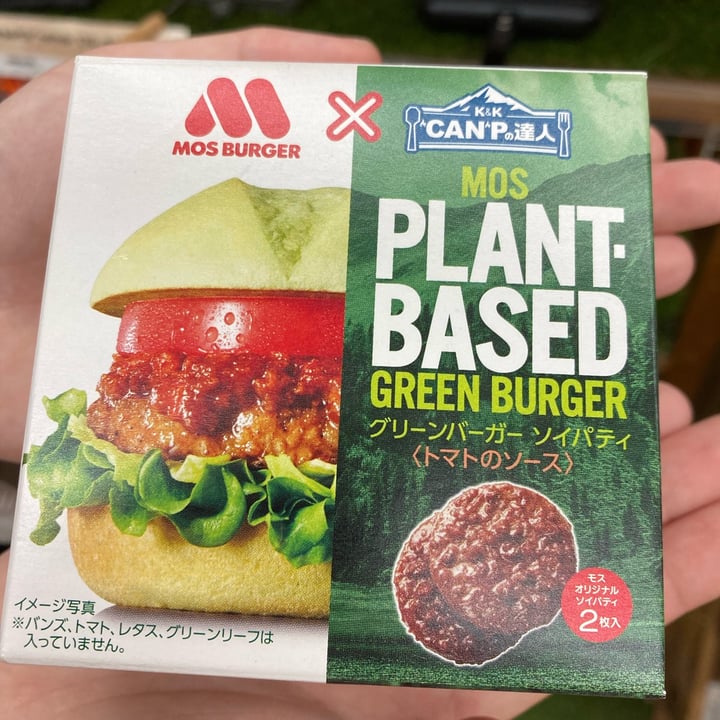 MOS BURGER
K&K
"CAN"Pの達人
MOS
PLANT-
BASED
GREEN BURGER
グリーンバーガー ソイパティ
〈トマトのソース〉
モス
オリジナル
ソイパティ
2枚入
イメージ写真
※バンズ、トマト、レタス、グリーンリーフは
入っていません。